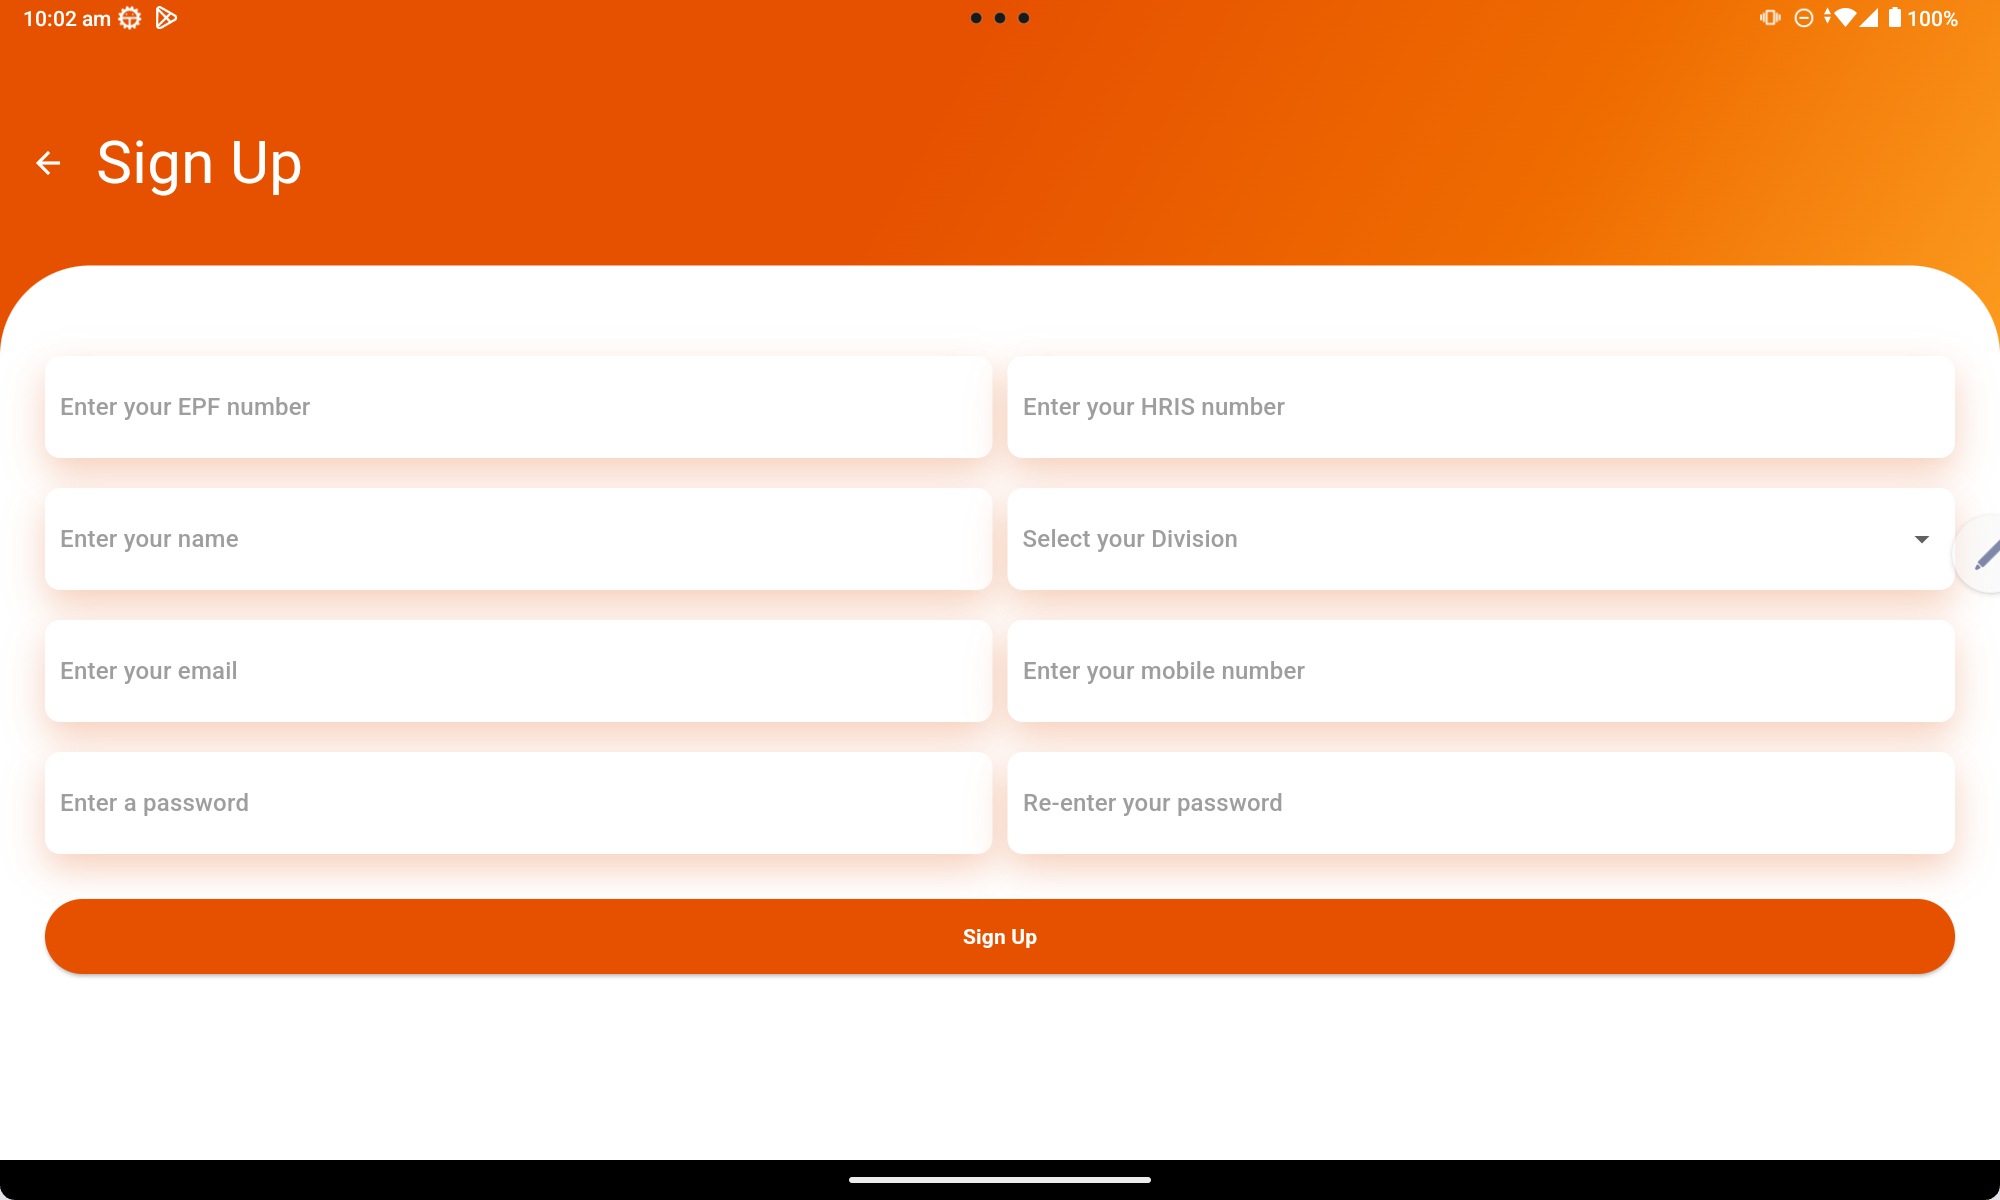 10:02 am
100%
Sign Up
Enter your EPF number
Enter your HRIS number
Enter your name
Select your Division
Enter your email
Enter your mobile number
Enter a password
Re-enter your password
Sign Up